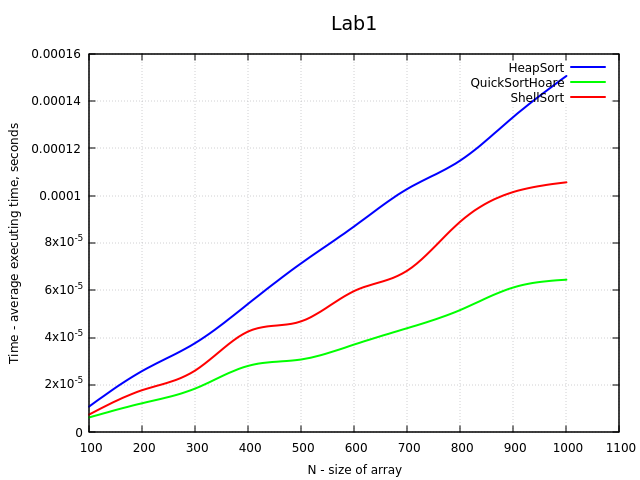 Lab1
0.00016
0.00014
0.00012
0.0001
8x10-5
6x10-5
4x10-5
2x10-5
0
Time - average executing time, seconds
HeapSort
QuickSortHoare
ShellSort
100 200 300 400 500 600 700 800 900 1000 1100
N - size of array